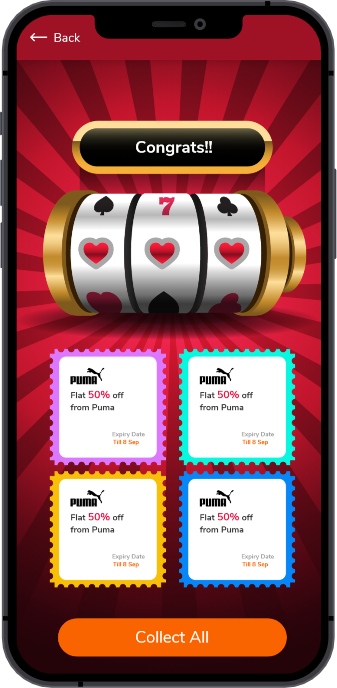 Back
Congrats!!
7
PUMA
Flat 50% off
from Puma
Expiry Date
Till 8 Sep
PUMA
Flat 50% off
from Puma
Expiry Date
Till 8 Sep
PUMA
Flat 50% off
from Puma
Expiry Date
Till 8 Sep
PUMA
Flat 50% off
from Puma
Expiry Date
Till 8 Sep
Collect All